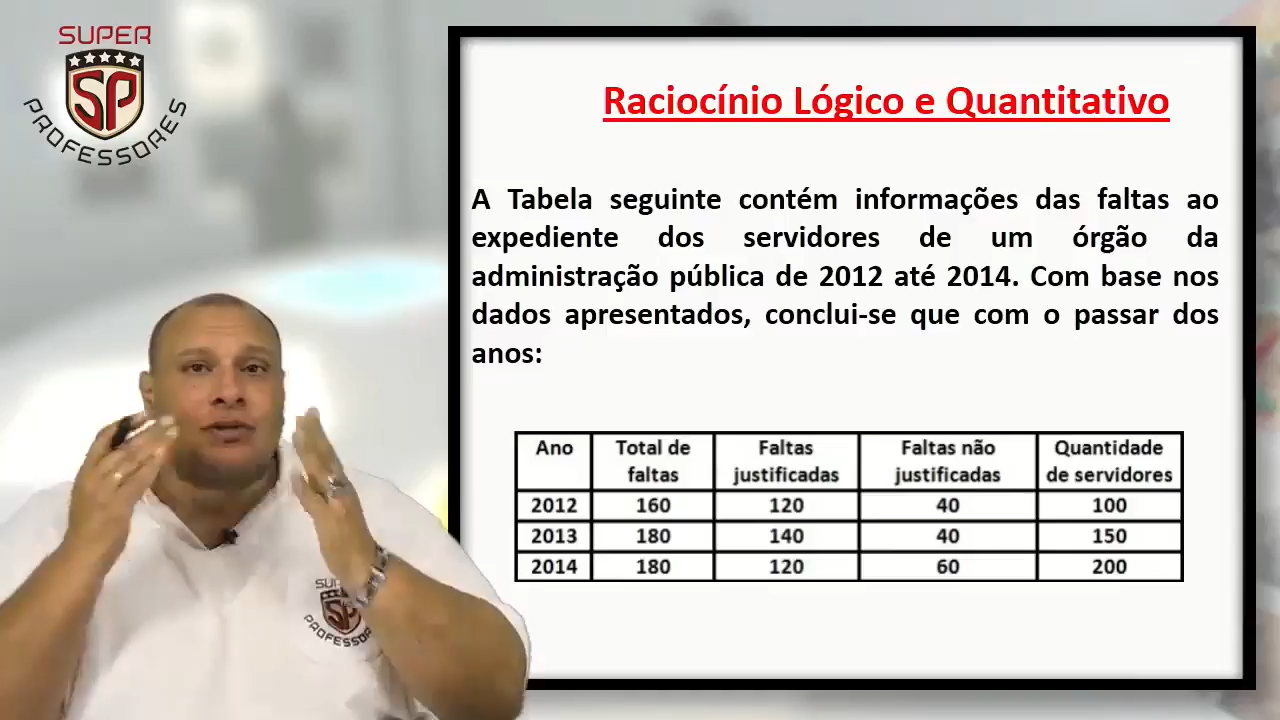 SUPER
SP
PROFESSORES
Raciocínio Lógico e Quantitativo
A Tabela seguinte contém informações das faltas ao
expediente dos servidores de um órgão da
administração pública de 2012 até 2014. Com base nos
dados apresentados, conclui-se que com o passar dos
anos:
Ano Total de faltas Faltas justificadas Faltas não justificadas Quantidade de servidores
2012 160 120 40 100
2013 180 140 40 150
2014 180 120 60 200
SP